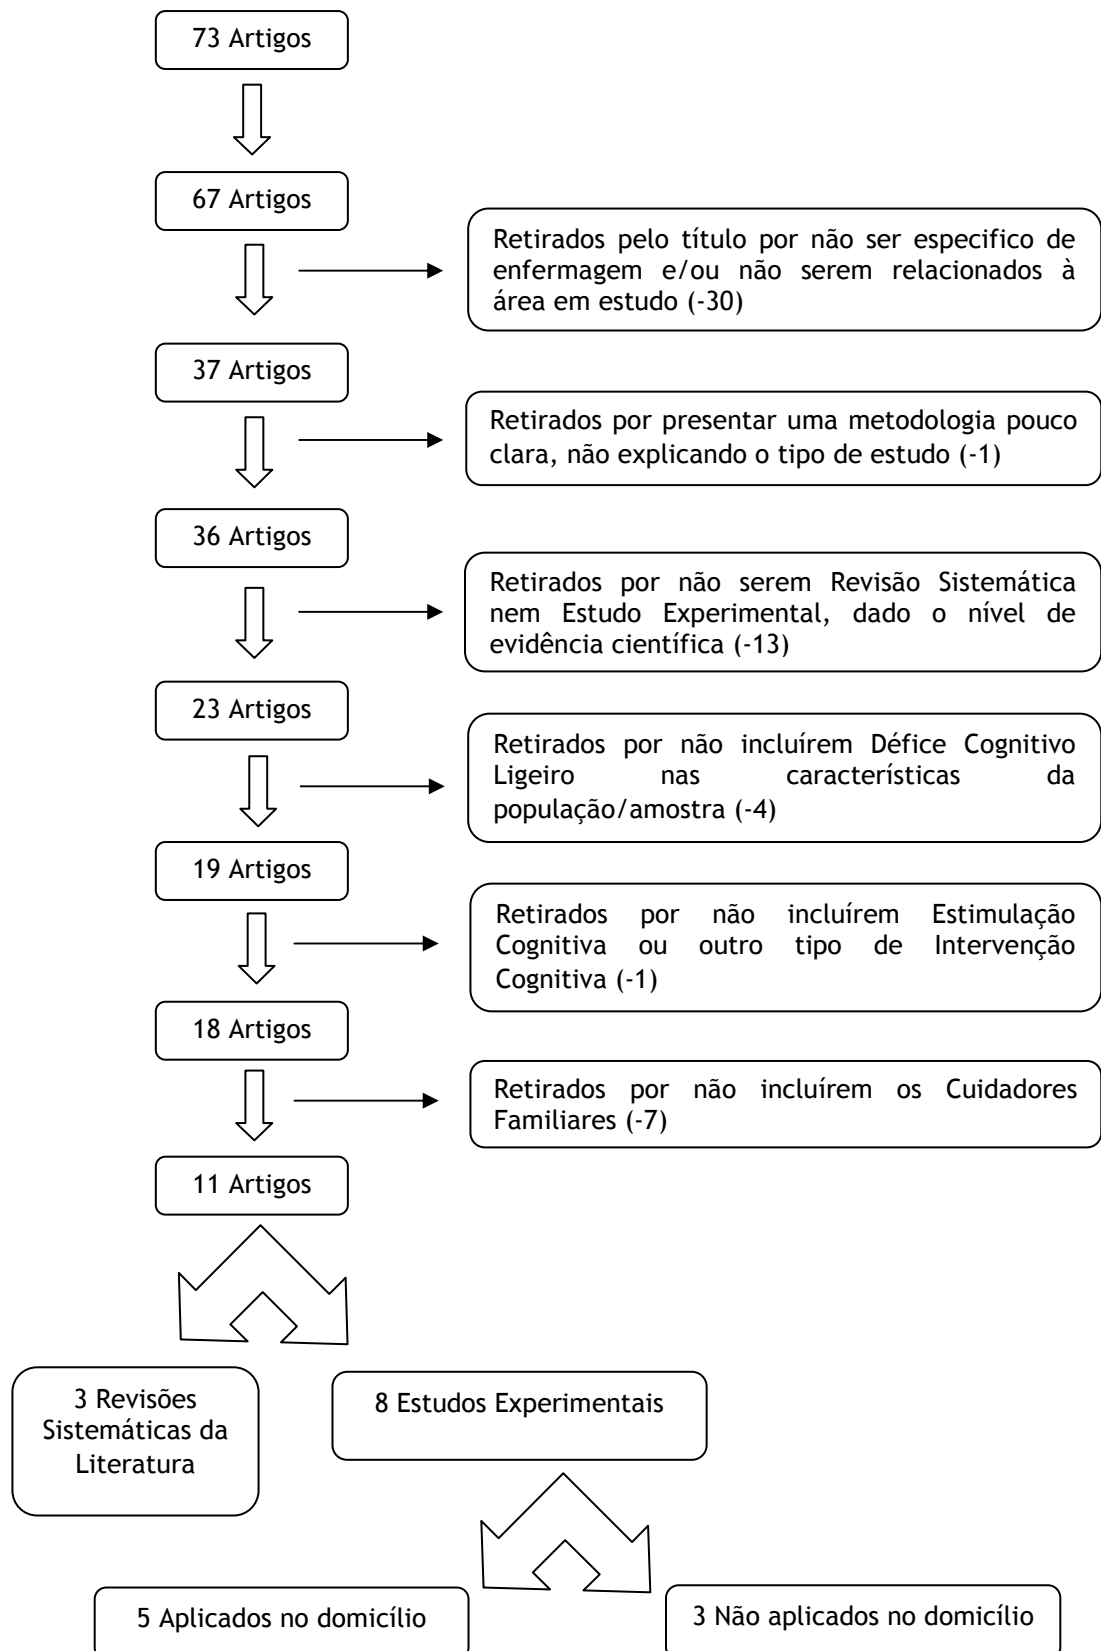 73 Artigos
67 Artigos
Retirados pelo título por não ser especifico de
enfermagem e/ou não serem relacionados à
área em estudo (-30)
37 Artigos
Retirados por presentar uma metodologia pouco
clara, não explicando o tipo de estudo (-1)
36 Artigos
Retirados por não serem Revisão Sistemática
nem Estudo Experimental, dado o nível de
evidência científica (-13)
23 Artigos
Retirados por não incluírem Défice Cognitivo
Ligeiro nas características da
população/amostra (-4)
19 Artigos
Retirados por não incluírem Estimulação
Cognitiva ou outro tipo de Intervenção
Cognitiva (-1)
18 Artigos
Retirados por não incluírem os Cuidadores
Familiares (-7)
11 Artigos
3 Revisões
Sistemáticas da
Literatura
8 Estudos Experimentais
5 Aplicados no domicílio
3 Não aplicados no domicílio